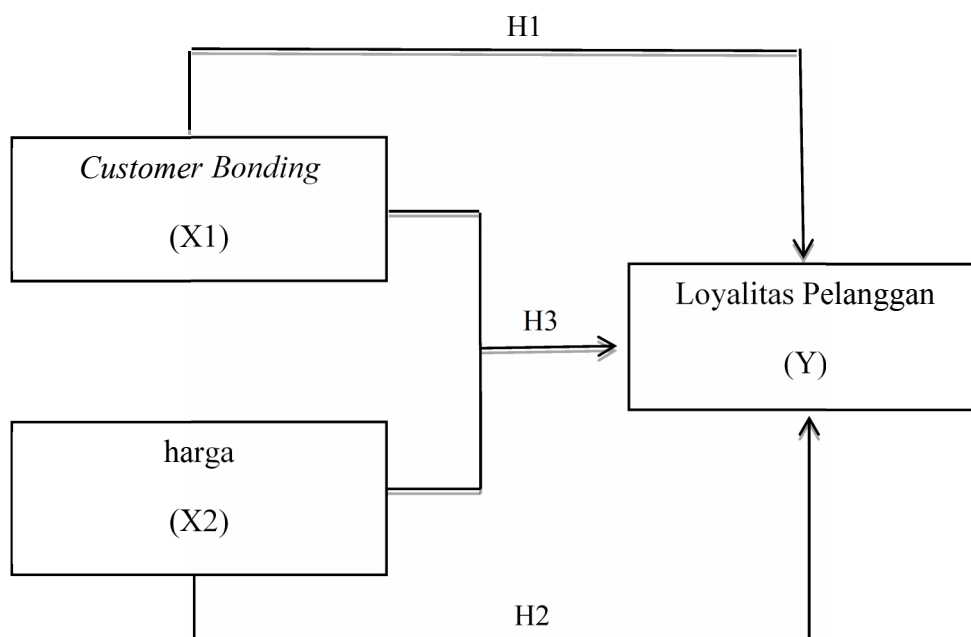 H1
Customer Bonding
(X1)
Loyalitas Pelanggan
(Y)
H3
harga
(X2)
H2